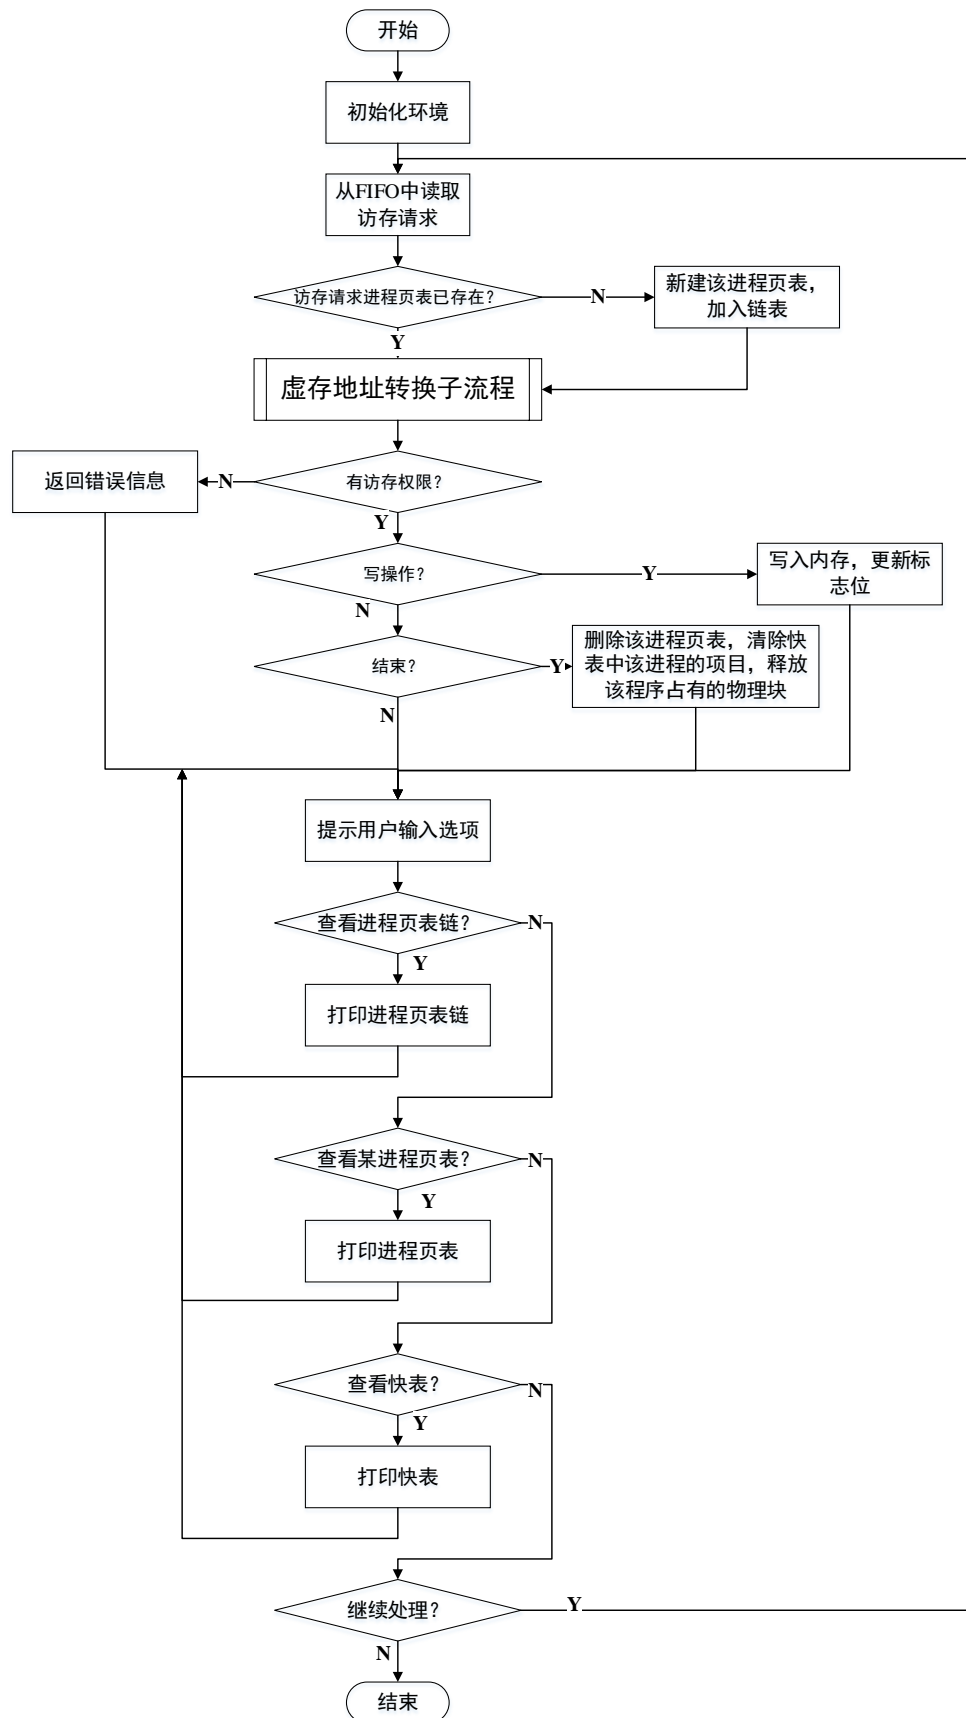 开始
初始化环境
从FIFO中读取
访存请求
访存请求进程页表已存在？
N
新建该进程页表，
加入链表
Y
虚存地址转换子流程
返回错误信息
N
有访存权限？
Y
写操作？
Y
写入内存，更新标
志位
N
结束？
Y
删除该进程页表，清除快
表中该进程的项目，释放
该程序占有的物理块
N
提示用户输入选项
查看进程页表链？
N
Y
打印进程页表链
查看某进程页表？
N
Y
打印进程页表
查看快表？
N
Y
打印快表
继续处理？
Y
N
结束